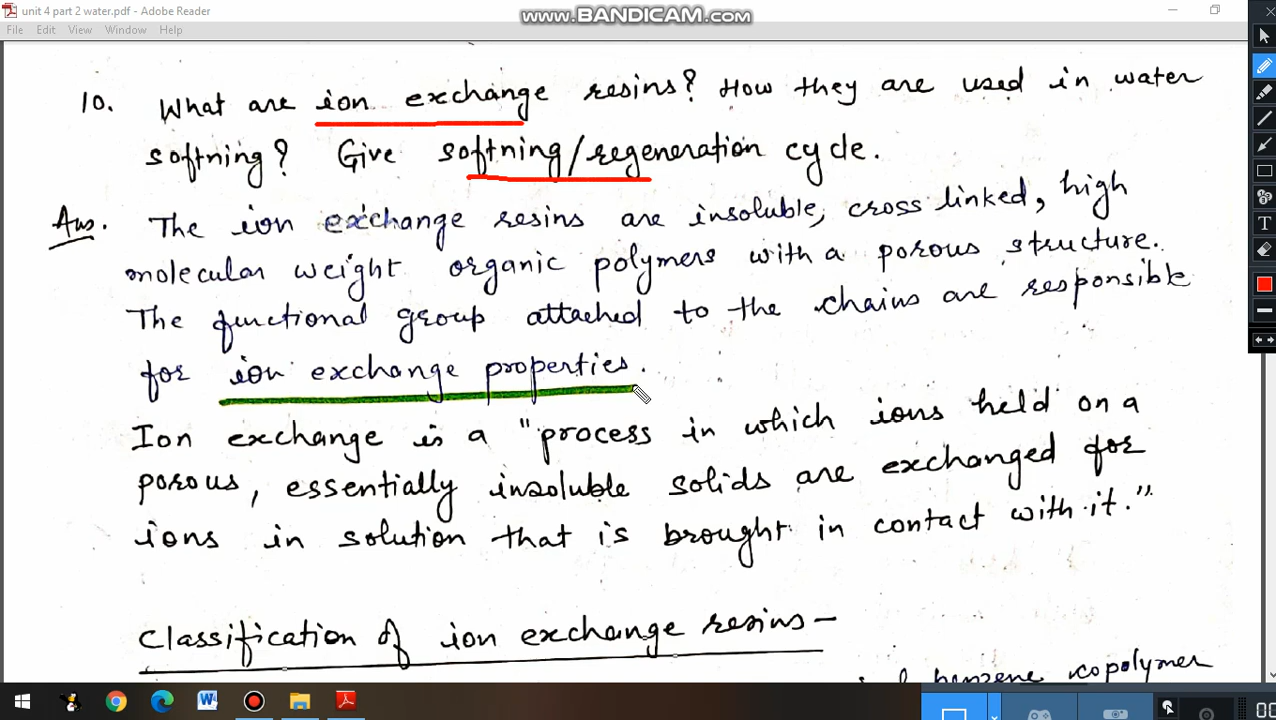 unit 4 part 2 water.pdf - Adobe Reader
www.BANDICAM.com
File Edit View Window Help
10. What are ion exchange resins? How they are used in water
softning? Give softning/regeneration cycle.
Ans. The ion exchange resins are insoluble, cross linked, high
molecular weight organic polymers with a porous structure.
The functional group attached to the chains are responsible
for ion exchange properties.
Ion exchange is a "process in which ions held on a
porous, essentially insoluble solids are exchanged for
ions in solution that is brought in contact with it."
Classification of ion exchange resins-
benzene copolymer